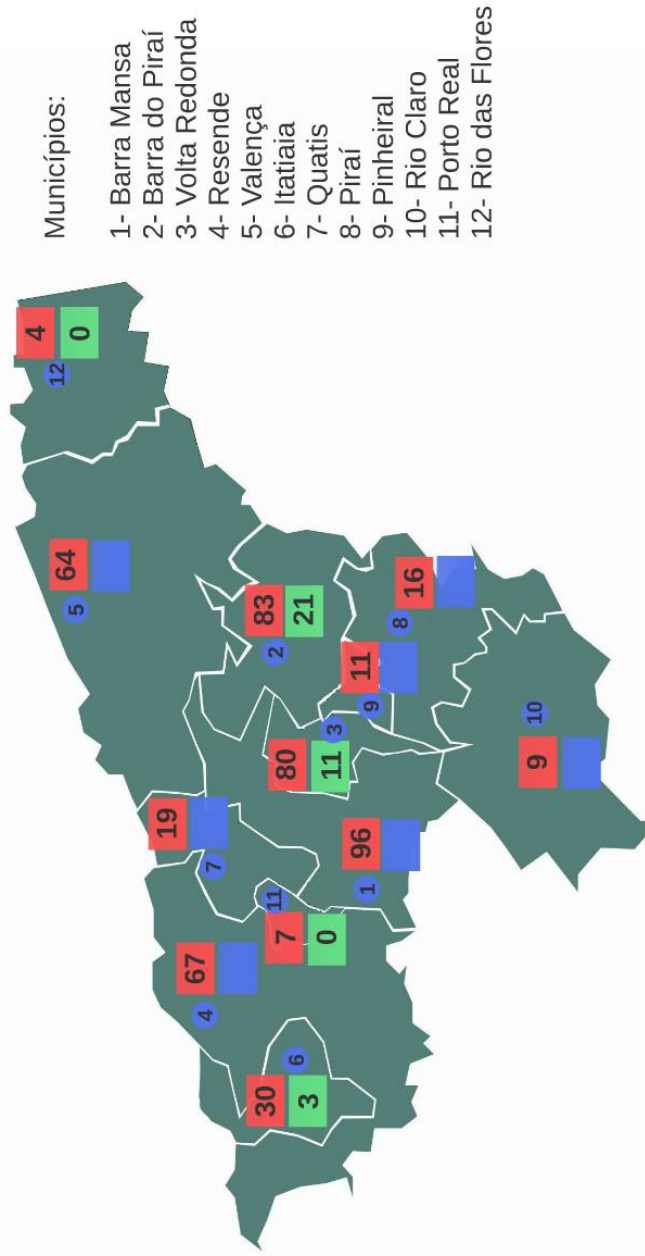 Municípios:
1- Barra Mansa
2- Barra do Piraí
3- Volta Redonda
4- Resende
5- Valença
6- Itatiaia
7- Quatis
8- Piraí
9- Pinheiral
10- Rio Claro
11- Porto Real
12- Rio das Flores
30
3
6
67
4
7
0
11
19
7
96
1
80
11
3
83
21
2
11
9
16
8
9
10
64
5
4
0
12